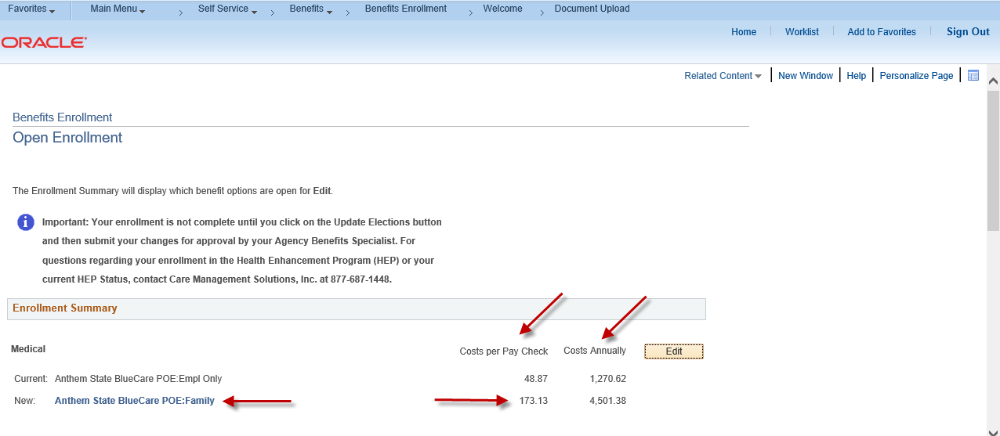 Favorites Main Menu Self Service Benefits Benefits Enrollment Welcome Document Upload
ORACLE®
Home Worklist Add to Favorites Sign Out
Related Content New Window Help Personalize Page
Benefits Enrollment
Open Enrollment
The Enrollment Summary will display which benefit options are open for Edit.
Important: Your enrollment is not complete until you click on the Update Elections button
and then submit your changes for approval by your Agency Benefits Specialist. For
questions regarding your enrollment in the Health Enhancement Program (HEP) or your
current HEP Status, contact Care Management Solutions, Inc. at 877-687-1448.
Enrollment Summary
Medical Costs per Pay Check Costs Annually Edit
Current: Anthem State BlueCare POE:Empl Only 48.87 1,270.62
New: Anthem State BlueCare POE:Family 173.13 4,501.38